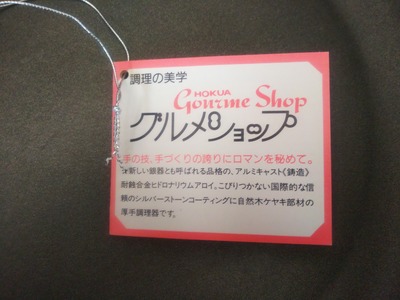 調理の美学
HOKUA
Gourme Shop
グルメショップ
手の技、手づくりの誇りにロマンを秘めて。
新しい銀器とも呼ばれる品格の、アルミキャスト〈鋳造〉
耐蝕合金ヒドロナリウムアロイ。こびりつかない国際的な信
頼のシルバーストーンコーティングに自然木ケヤキ部材の
厚手調理器です。